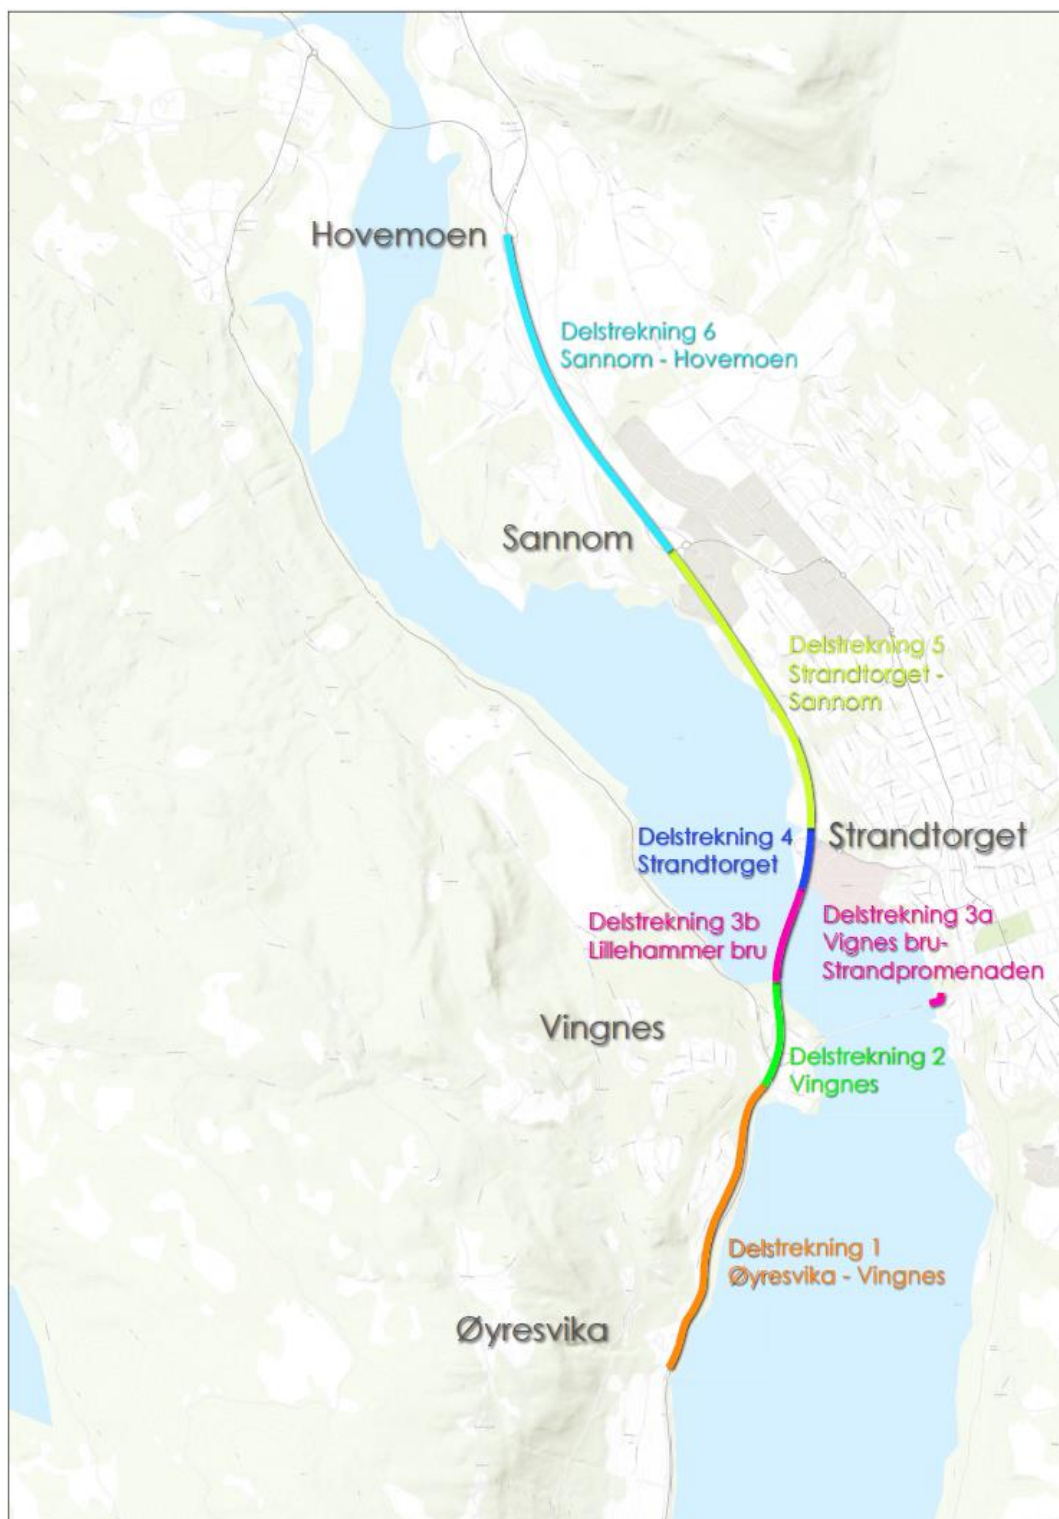 Hovemoen
Delstrekning 6
Sannom - Hovemoen
Sannom
Delstrekning 5
Strandtorget -
Sannom
Delstrekning 4
Strandtorget
Strandtorget
Delstrekning 3b
Lillehammer bru
Delstrekning 3a
Vignes bru-
Strandpromenaden
Vingnes
Delstrekning 2
Vingnes
Delstrekning 1
Øyresvika - Vingnes
Øyresvika